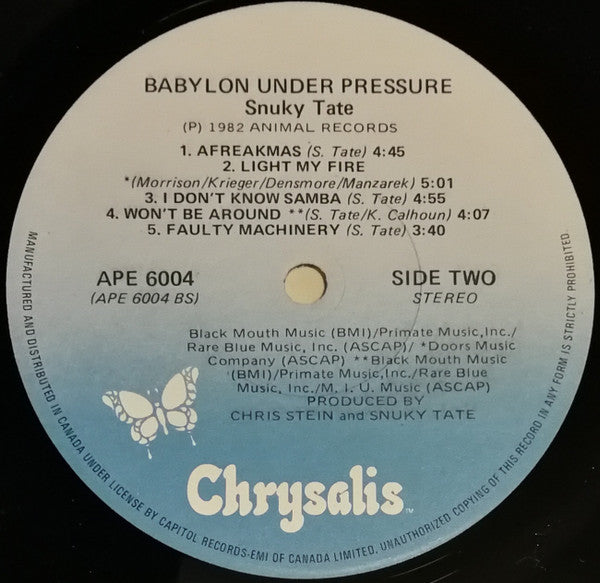 BABYLON UNDER PRESSURE
Snuky Tate
(P) 1982 ANIMAL RECORDS
1. AFREAKMAS (S. Tate) 4:45
2. LIGHT MY FIRE
*(Morrison/Krieger/Densmore/Manzarek) 5:01
3. I DON'T KNOW SAMBA (S. Tate) 4:55
4. WON'T BE AROUND **(S. Tate/K. Calhoun) 4:07
5. FAULTY MACHINERY (S. Tate) 3:40
APE 6004
(APE 6004 BS)
SIDE TWO
STEREO
Black Mouth Music (BMI)/Primate Music,Inc./
Rare Blue Music, Inc. (ASCAP)/ *Doors Music
Company (ASCAP) **Black Mouth Music
(BMI)/Primate Music,Inc./Rare Blue
Music, Inc./M. I. U. Music (ASCAP)
PRODUCED BY
CHRIS STEIN and SNUKY TATE
Chrysalis™
MANUFACTURED AND DISTRIBUTED IN CANADA UNDER LICENSE BY CAPITOL RECORDS-EMI OF CANADA LIMITED. UNAUTHORIZED COPYING OF THIS RECORD IN ANY FORM IS STRICTLY PROHIBITED.